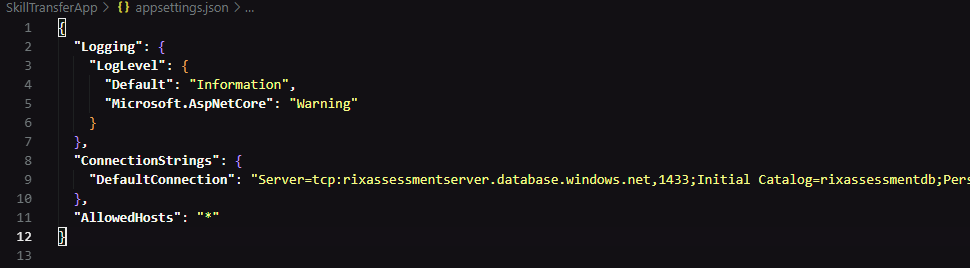 SkillTransferApp > {} appsettings.json > ...
1 {
2 "Logging": {
3 "LogLevel": {
4 "Default": "Information",
5 "Microsoft.AspNetCore": "Warning"
6 }
7 },
8 "ConnectionStrings": {
9 "DefaultConnection": "Server=tcp:rixassessmentserver.database.windows.net,1433;Initial Catalog=rixassessmentdb;Pers
10 },
11 "AllowedHosts": "*"
12 }
13